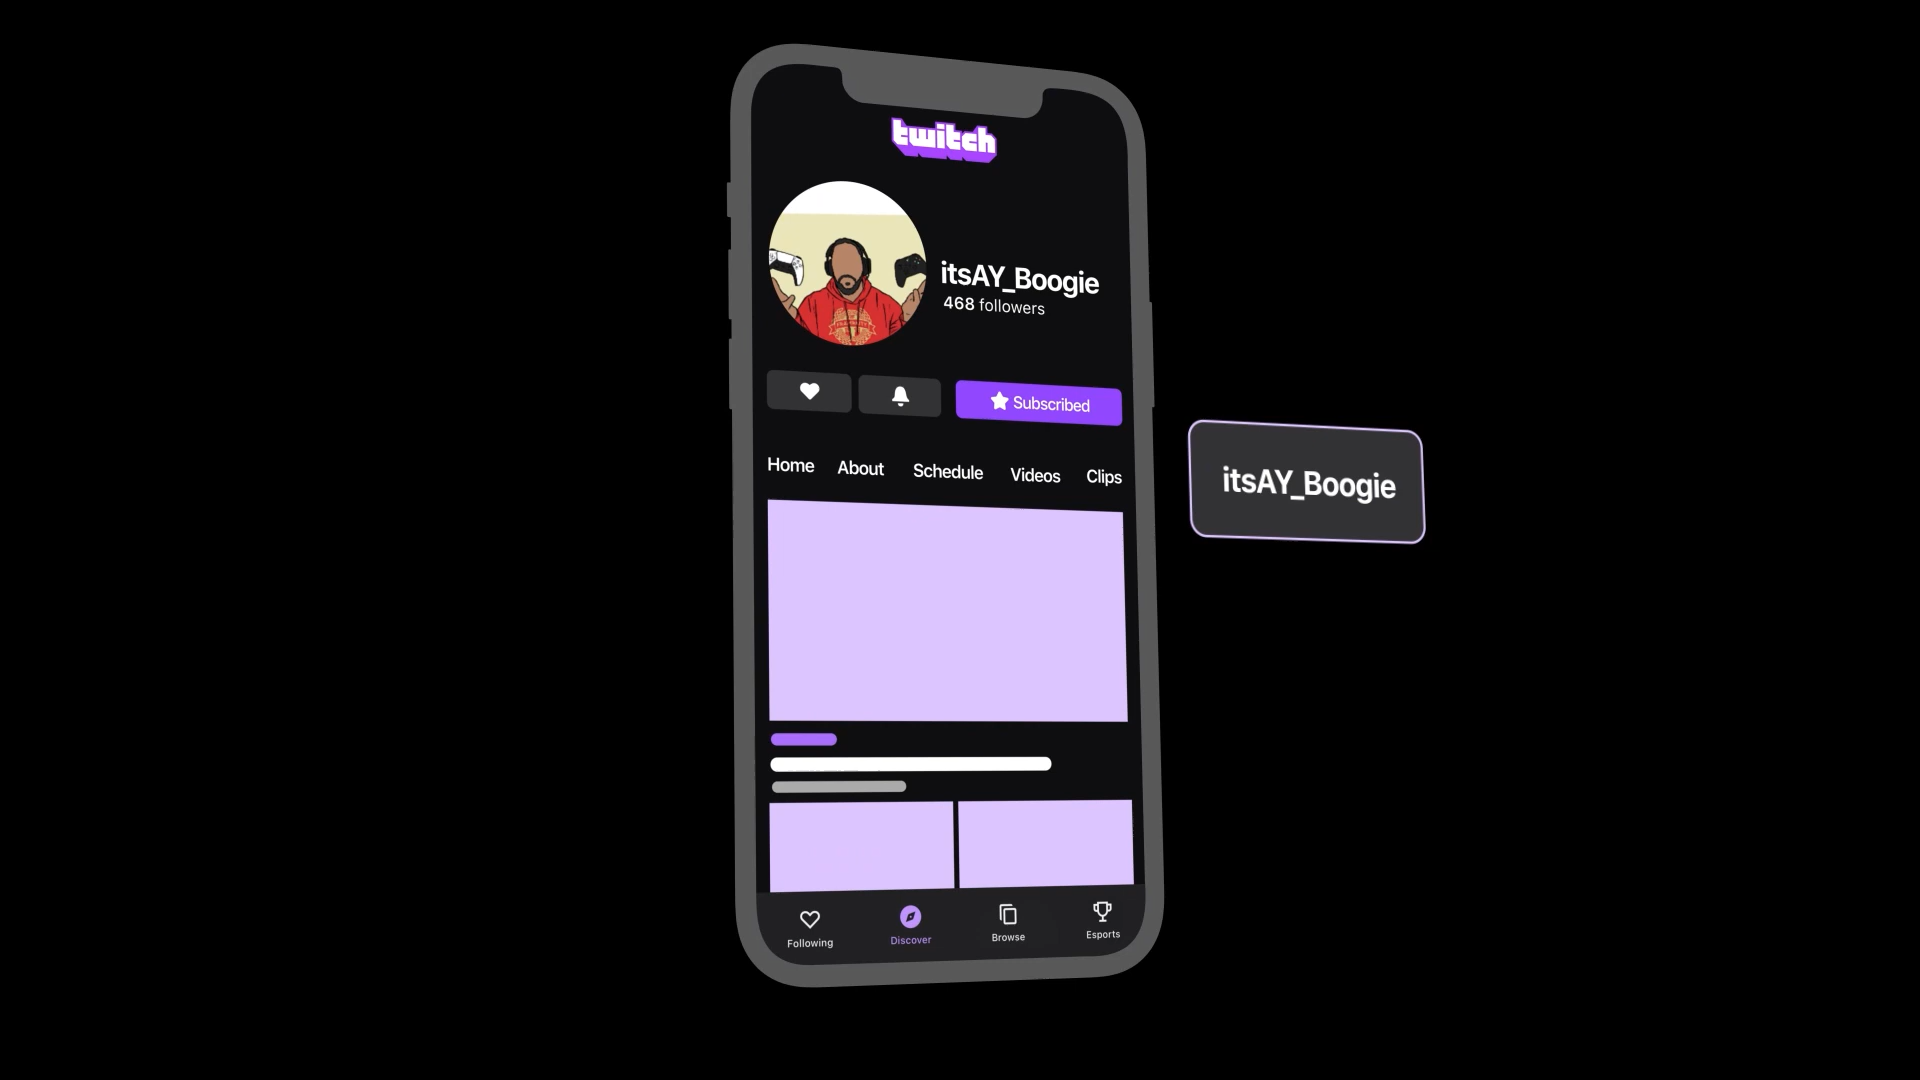 twitch
itsAY_Boogie
468 followers
Subscribed
Home About Schedule Videos Clips
itsAY_Boogie
Following Discover Browse Esports